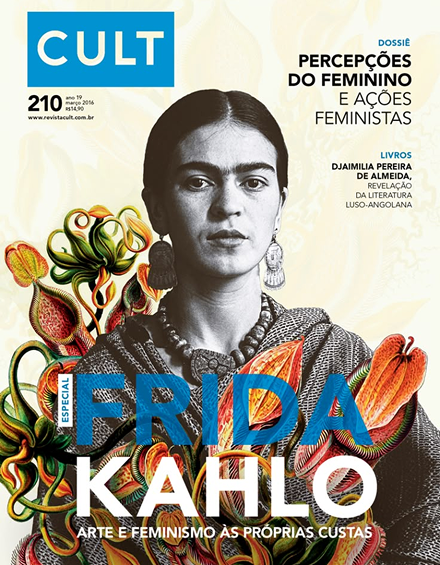 CULT
210
ano 19
março 2016
R$14,90
www.revistacult.com.br
DOSSIÊ
PERCEPÇÕES
DO FEMININO
E AÇÕES
FEMINISTAS
LIVROS
DJAIMILIA PEREIRA
DE ALMEIDA,
REVELAÇÃO
DA LITERATURA
LUSO-ANGOLANA
ESPECIAL
FRIDA
KAHLO
ARTE E FEMINISMO ÀS PRÓPRIAS CUSTAS